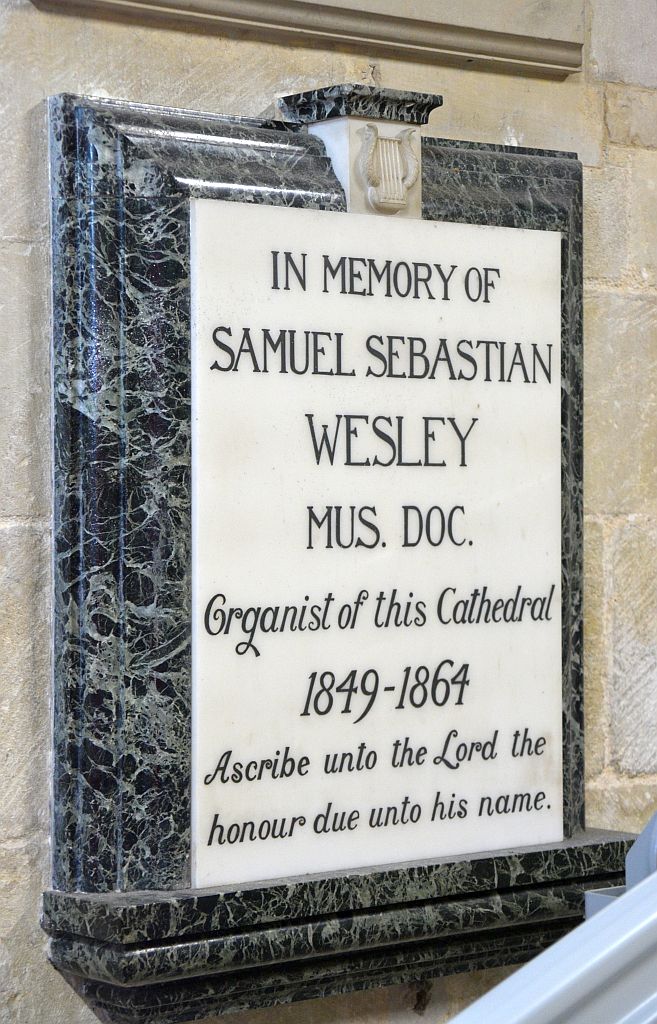 IN MEMORY OF
SAMUEL SEBASTIAN
WESLEY
MUS. DOC.
Organist of this Cathedral
1849-1864
Ascribe unto the Lord the
honour due unto his name.